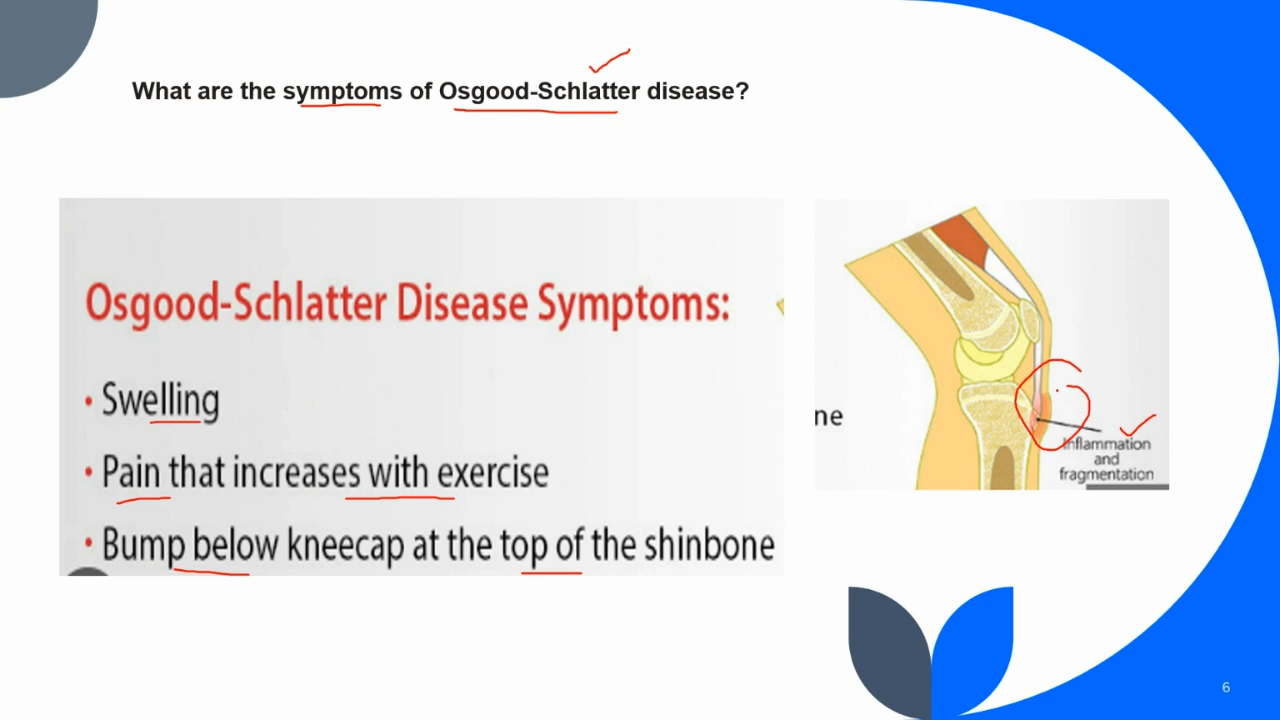 What are the symptoms of Osgood-Schlatter disease?
Osgood-Schlatter Disease Symptoms:
• Swelling
• Pain that increases with exercise
• Bump below kneecap at the top of the shinbone
ne
Inflammation
and
fragmentation
6